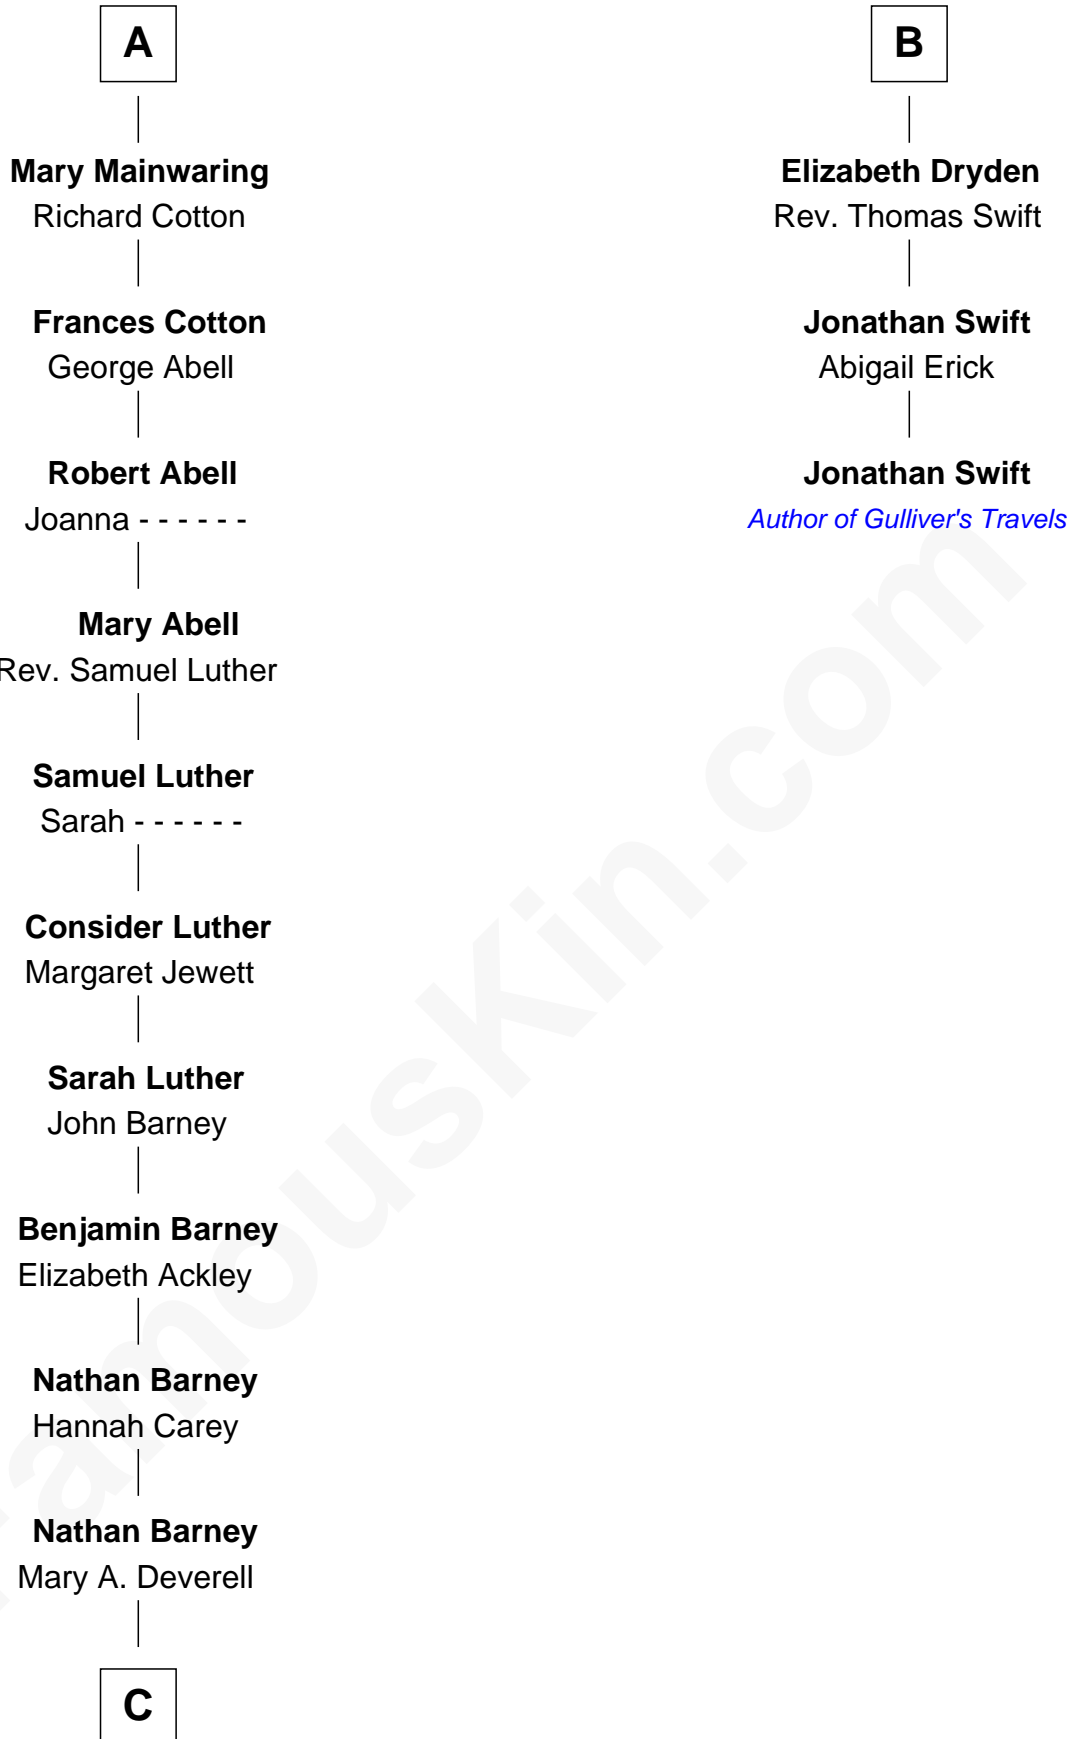 A
Mary Mainwaring
Richard Cotton
Frances Cotton
George Abell
Robert Abell
Joanna - - - - - -
Mary Abell
Rev. Samuel Luther
Samuel Luther
Sarah - - - - - -
Consider Luther
Margaret Jewett
Sarah Luther
John Barney
Benjamin Barney
Elizabeth Ackley
Nathan Barney
Hannah Carey
Nathan Barney
Mary A. Deverell
C
B
Elizabeth Dryden
Rev. Thomas Swift
Jonathan Swift
Abigail Erick
Jonathan Swift
Author of Gulliver's Travels
FamousKin.com